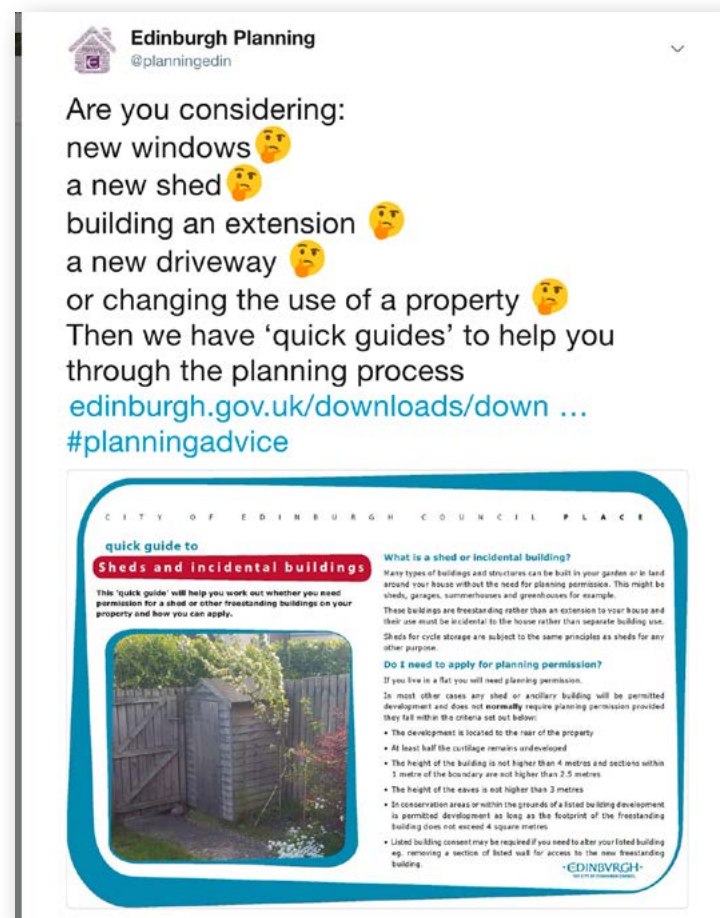 Edinburgh Planning
@planningedin
Are you considering:
new windows🤔
a new shed🤔
building an extension 🤔
a new driveway 🤔
or changing the use of a property 🤔
Then we have ‘quick guides’ to help you
through the planning process
edinburgh.gov.uk/downloads/down ...
#planningadvice
CITY OF EDINBURGH COUNCIL PLACE
quick guide to
Sheds and incidental buildings
This 'quick guide' will help you work out whether you need
permission for a shed or other freestanding buildings on your
property and how you can apply.
What is a shed or incidental building?
Many types of buildings and structures can be built in your garden or in land
around your house without the need for planning permission. This might be
sheds, garages, summerhouses and greenhouses for example.
These buildings are freestanding rather than an extension to your house and
their use must be incidental to the house rather than separate building use.
Sheds for cycle storage are subject to the same principles as sheds for any
other purpose.
Do I need to apply for planning permission?
If you live in a flat you will need planning permission.
In most other cases any shed or ancillary building will be permitted
development and does not normally require planning permission provided
they fall within the criteria set out below:
• The development is located to the rear of the property
• At least half the curtilage remains undeveloped
• The height of the building is not higher than 4 metres and sections within
1 metre of the boundary are not higher than 2.5 metres
• The height of the eaves is not higher than 3 metres
• In conservation areas or within the grounds of a listed building development
is permitted development as long as the footprint of the freestanding
building does not exceed 4 square metres
• Listed building consent may be required if you need to alter your listed building
eg. removing a section of listed wall for access to the new freestanding
building.
·EDINBVRGH·
THE CITY OF EDINBURGH COUNCIL